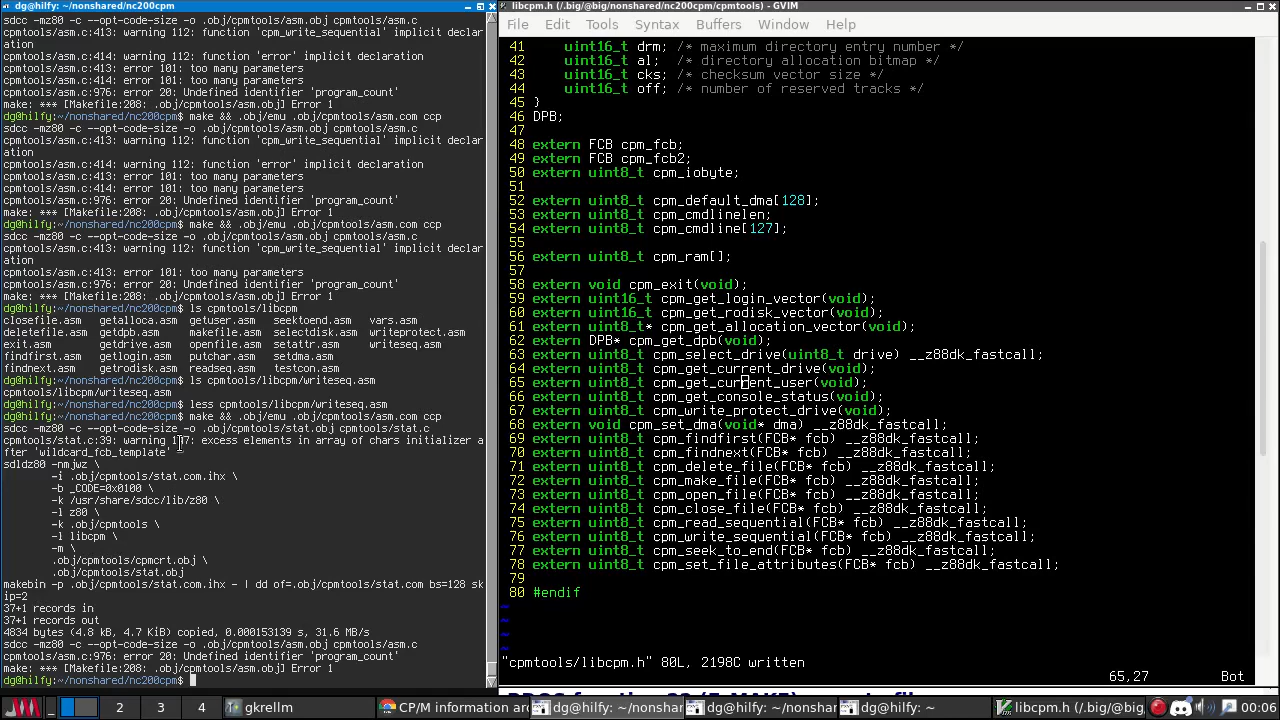 dg@hilfy:~/nonshared/nc200cpm
cpmtools/asm.c:413: warning 112: function 'cpm_write_sequential' implicit declar
ation
cpmtools/asm.c:414: warning 112: function 'error' implicit declaration
cpmtools/asm.c:413: error 101: too many parameters
cpmtools/asm.c:414: error 101: too many parameters
cpmtools/asm.c:976: error 20: Undefined identifier 'program_count'
make: *** [Makefile:208: .obj/cpmtools/asm.obj] Error 1
dg@hilfy:~/nonshared/nc200cpm$ make && .obj/emu .obj/cpmtools/asm.com ccp
sdcc -mz80 -c --opt-code-size -o .obj/cpmtools/asm.obj cpmtools/asm.c
cpmtools/asm.c:413: warning 112: function 'cpm_write_sequential' implicit declar
ation
cpmtools/asm.c:464: warning 112: function 'error' implicit declaration
cpmtools/asm.c:413: error 101: too many parameters
cpmtools/asm.c:464: error 101: too many parameters
cpmtools/asm.c:976: error 20: Undefined identifier 'program_count'
make: *** [Makefile:208: .obj/cpmtools/asm.obj] Error 1
dg@hilfy:~/nonshared/nc200cpm$ make && .obj/emu .obj/cpmtools/asm.com ccp
sdcc -mz80 -c --opt-code-size -o .obj/cpmtools/asm.obj cpmtools/asm.c
cpmtools/asm.c:413: warning 112: function 'cpm_write_sequential' implicit declar
ation
cpmtools/asm.c:413: error 101: too many parameters
cpmtools/asm.c:976: error 20: Undefined identifier 'program_count'
make: *** [Makefile:208: .obj/cpmtools/asm.obj] Error 1
dg@hilfy:~/nonshared/nc200cpm$ ls cpmtools/libcpm
closefile.asm getalloca.asm getuser.asm seektoend.asm vars.asm
deletefile.asm getdpb.asm makefile.asm selectdisk.asm writeprotect.asm
exit.asm getdrive.asm openfile.asm setattr.asm writeseq.asm
findfirst.asm getlogin.asm putchar.asm setdma.asm
findnext.asm getrodisk.asm readseq.asm testcon.asm
dg@hilfy:~/nonshared/nc200cpm$ ls cpmtools/libcpm/writeseq.asm
cpmtools/libcpm/writeseq.asm
dg@hilfy:~/nonshared/nc200cpm$ less cpmtools/libcpm/writeseq.asm
dg@hilfy:~/nonshared/nc200cpm$ make && .obj/emu .obj/cpmtools/asm.com ccp
sdcc -mz80 -c --opt-code-size -o .obj/cpmtools/stat.obj cpmtools/stat.c
cpmtools/stat.c:39: warning 147: excess elements in array of chars initializer a
fter 'wildcard_fcb_template'
sdldz80 -nmjwz \
-i .obj/cpmtools/stat.com.ihx \
-b _CODE=0x0100 \
-k /usr/share/sdcc/lib/z80 \
-l z80 \
-k .obj/cpmtools \
-l libcpm \
-m \
.obj/cpmtools/cpmcrt.obj \
.obj/cpmtools/stat.obj
makebin -p .obj/cpmtools/stat.com.ihx - | dd of=.obj/cpmtools/stat.com bs=128 sk
ip=2
37+1 records in
37+1 records out
4834 bytes (4.8 kB, 4.7 KiB) copied, 0.000153139 s, 31.6 MB/s
sdcc -mz80 -c --opt-code-size -o .obj/cpmtools/asm.obj cpmtools/asm.c
cpmtools/asm.c:976: error 20: Undefined identifier 'program_count'
make: *** [Makefile:208: .obj/cpmtools/asm.obj] Error 1
dg@hilfy:~/nonshared/nc200cpm$
libcpm.h (.big/@big/nonshared/nc200cpm/cpmtools) - GVIM
File Edit Tools Syntax Buffers Window Help
41 uint16_t drm; /* maximum directory entry number */
42 uint16_t al; /* directory allocation bitmap */
43 uint16_t cks; /* checksum vector size */
44 uint16_t off; /* number of reserved tracks */
45 }
46 DPB;
47
48 extern FCB cpm_fcb;
49 extern FCB cpm_fcb2;
50 extern uint8_t cpm_iobyte;
51
52 extern uint8_t cpm_default_dma[128];
53 extern uint8_t cpm_cmdlinelen;
54 extern uint8_t cpm_cmdline[127];
55
56 extern uint8_t cpm_ram[];
57
58 extern void cpm_exit(void);
59 extern uint16_t cpm_get_login_vector(void);
60 extern uint16_t cpm_get_rodisk_vector(void);
61 extern uint8_t* cpm_get_allocation_vector(void);
62 extern DPB* cpm_get_dpb(void);
63 extern uint8_t cpm_select_drive(uint8_t drive) __z88dk_fastcall;
64 extern uint8_t cpm_get_current_drive(void);
65 extern uint8_t cpm_get_current_user(void);
66 extern uint8_t cpm_get_console_status(void);
67 extern uint8_t cpm_write_protect_drive(void);
68 extern void cpm_set_dma(void* dma) __z88dk_fastcall;
69 extern uint8_t cpm_findfirst(FCB* fcb) __z88dk_fastcall;
70 extern uint8_t cpm_findnext(FCB* fcb) __z88dk_fastcall;
71 extern uint8_t cpm_delete_file(FCB* fcb) __z88dk_fastcall;
72 extern uint8_t cpm_make_file(FCB* fcb) __z88dk_fastcall;
73 extern uint8_t cpm_open_file(FCB* fcb) __z88dk_fastcall;
74 extern uint8_t cpm_close_file(FCB* fcb) __z88dk_fastcall;
75 extern uint8_t cpm_read_sequential(FCB* fcb) __z88dk_fastcall;
76 extern uint8_t cpm_write_sequential(FCB* fcb) __z88dk_fastcall;
77 extern uint8_t cpm_seek_to_end(FCB* fcb) __z88dk_fastcall;
78 extern uint8_t cpm_set_file_attributes(FCB* fcb) __z88dk_fastcall;
79
80 #endif
~
~
~
"cpmtools/libcpm.h" 80L, 2198C written
65,27 Bot
2 3 4 gkrellm CP/M information ar dg@hilfy: ~/nonshar dg@hilfy: ~/nonshar dg@hilfy: ~ libcpm.h (.big/@big 00:06